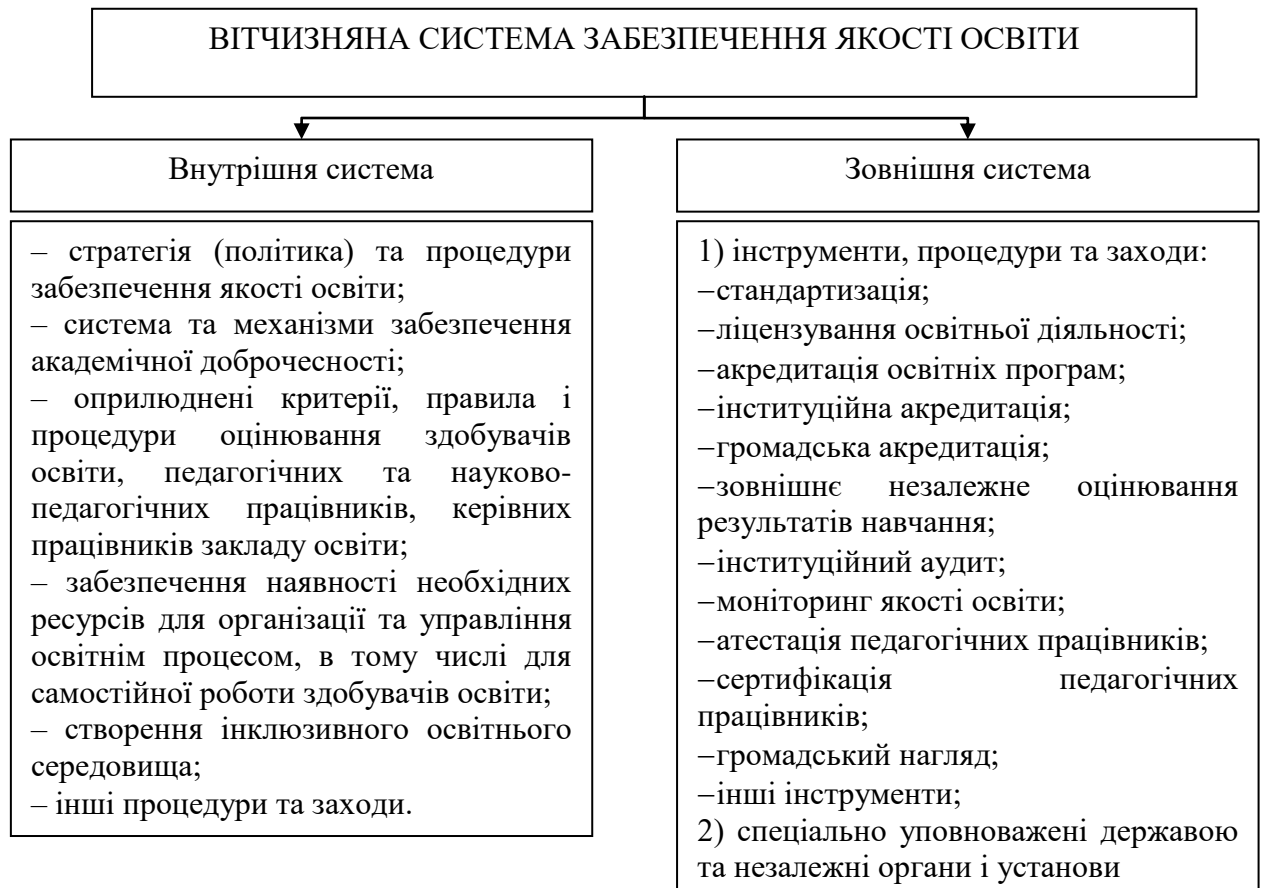 ВІТЧИЗНЯНА СИСТЕМА ЗАБЕЗПЕЧЕННЯ ЯКОСТІ ОСВІТИ
Внутрішня система
– стратегія (політика) та процедури
забезпечення якості освіти;
– система та механізми забезпечення
академічної доброчесності;
– оприлюднені критерії, правила і
процедури оцінювання здобувачів
освіти, педагогічних та науково-
педагогічних працівників, керівних
працівників закладу освіти;
– забезпечення наявності необхідних
ресурсів для організації та управління
освітнім процесом, в тому числі для
самостійної роботи здобувачів освіти;
– створення інклюзивного освітнього
середовища;
– інші процедури та заходи.
Зовнішня система
1) інструменти, процедури та заходи:
–стандартизація;
–ліцензування освітньої діяльності;
–акредитація освітніх програм;
–інституційна акредитація;
–громадська акредитація;
–зовнішнє незалежне оцінювання
результатів навчання;
–інституційний аудит;
–моніторинг якості освіти;
–атестація педагогічних працівників;
–сертифікація педагогічних
працівників;
–громадський нагляд;
–інші інструменти;
2) спеціально уповноважені державою
та незалежні органи і установи